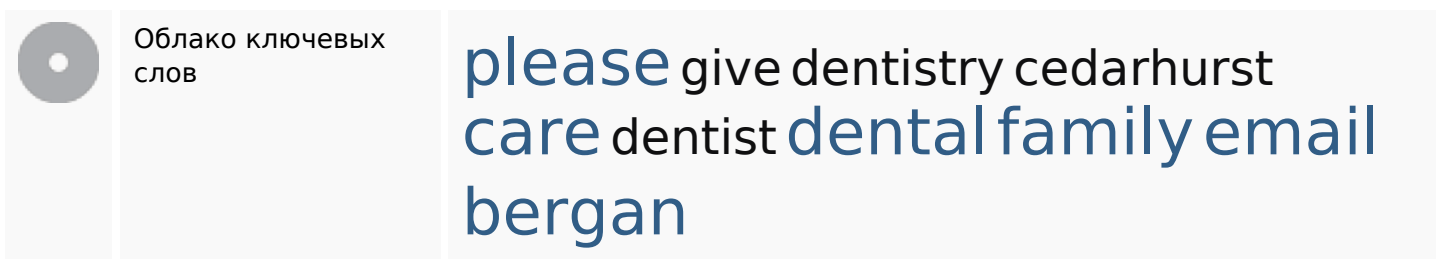 Облако ключевых
слов
please give dentistry cedarhurst
care dentist dental family email
bergan